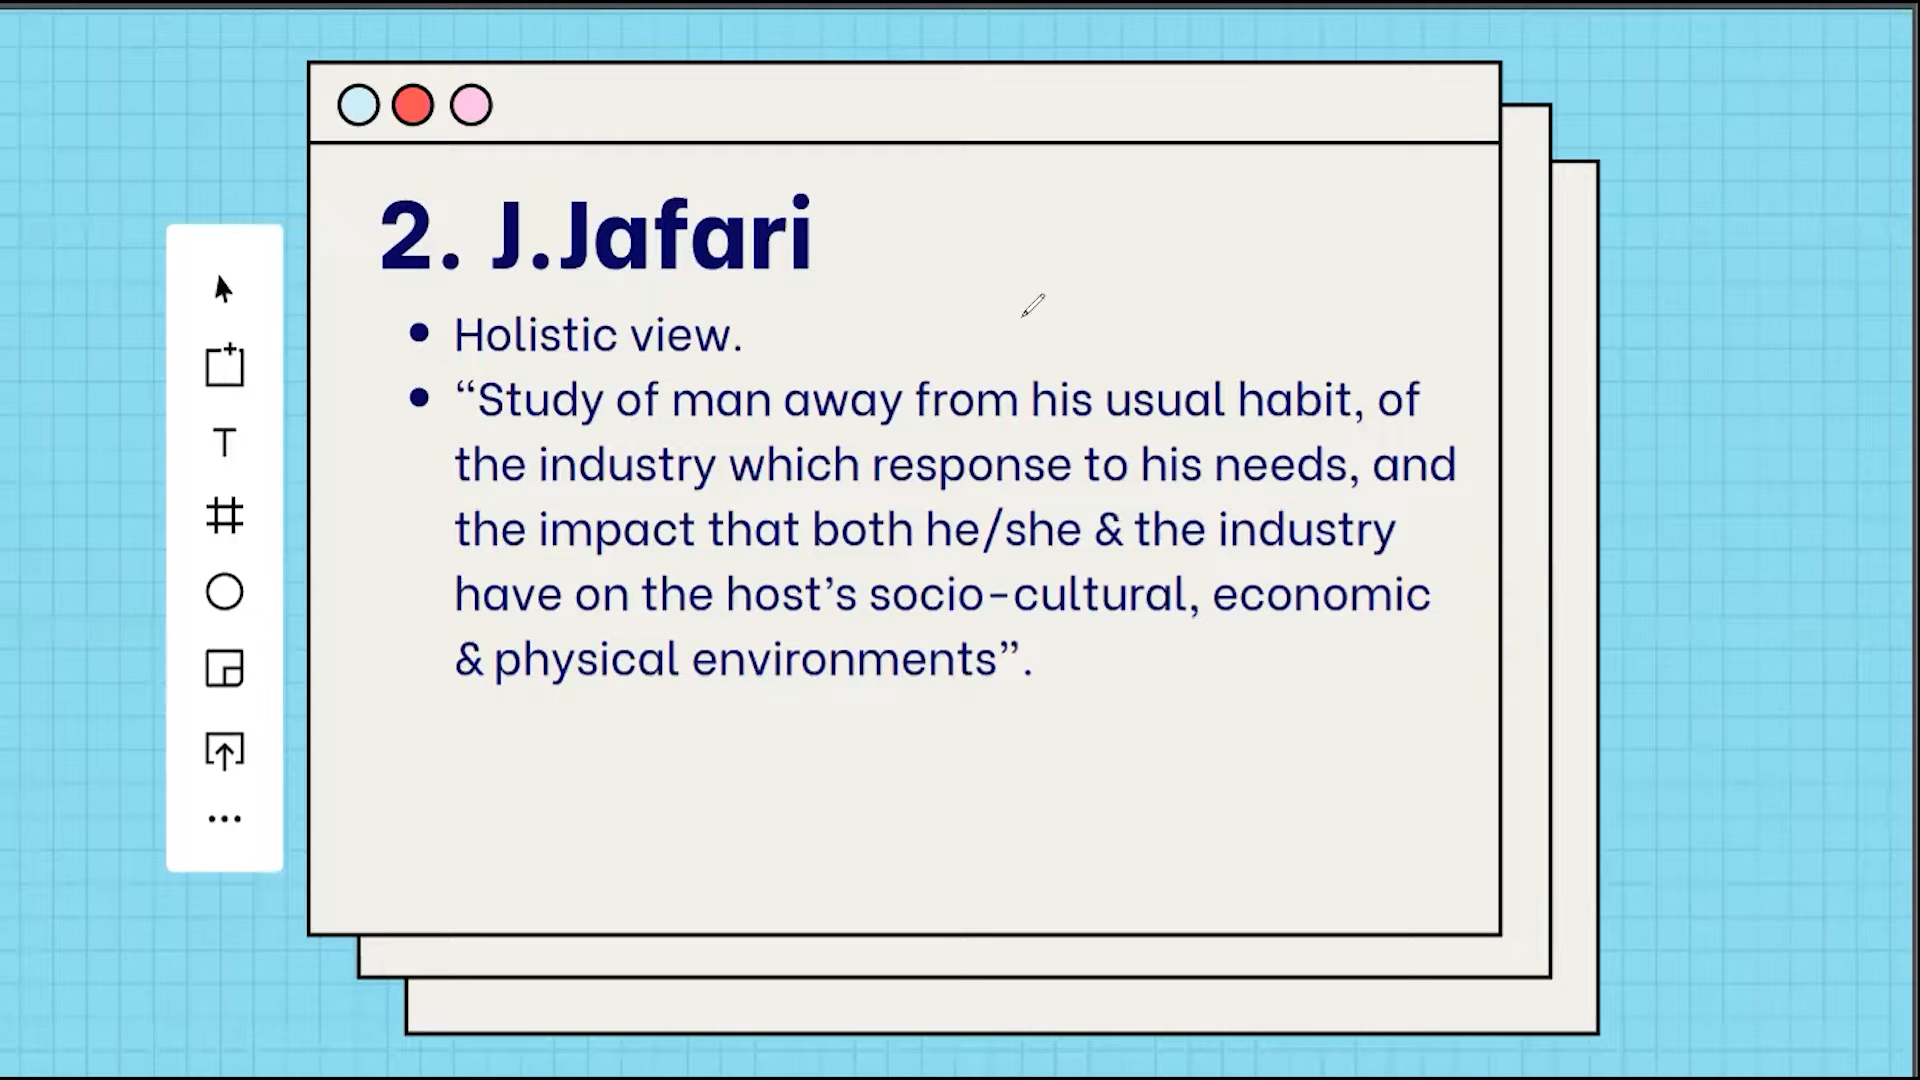 2. J.Jafari
• Holistic view.
• “Study of man away from his usual habit, of
the industry which response to his needs, and
the impact that both he/she & the industry
have on the host’s socio-cultural, economic
& physical environments”.